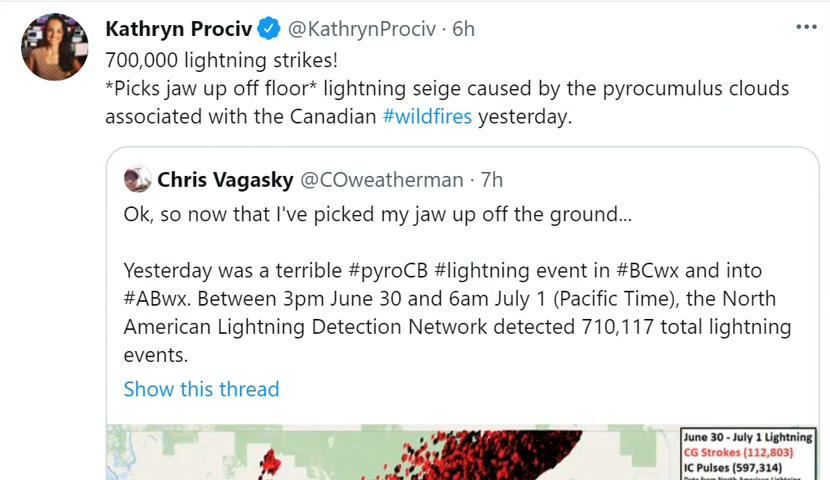 Kathryn Prociv @KathrynProciv · 6h
700,000 lightning strikes!
*Picks jaw up off floor* lightning seige caused by the pyrocumulus clouds
associated with the Canadian #wildfires yesterday.
Chris Vagasky @COweatherman · 7h
Ok, so now that I've picked my jaw up off the ground...
Yesterday was a terrible #pyroCB #lightning event in #BCwx and into
#ABwx. Between 3pm June 30 and 6am July 1 (Pacific Time), the North
American Lightning Detection Network detected 710,117 total lightning
events.
Show this thread
June 30 - July 1 Lightning
CG Strokes (112,803)
IC Pulses (597,314)
Data from North American Lightning